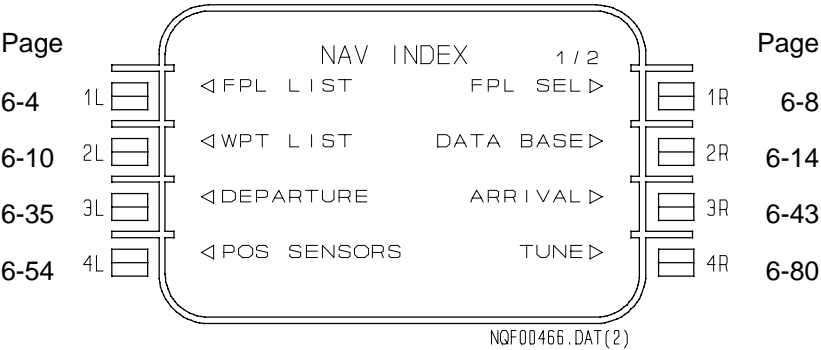 Page NAV INDEX 1/2 Page
6-4 1L ◁FPL LIST FPL SEL▷ 1R 6-8
6-10 2L ◁WPT LIST DATA BASE▷ 2R 6-14
6-35 3L ◁DEPARTURE ARRIVAL▷ 3R 6-43
6-54 4L ◁POS SENSORS TUNE▷ 4R 6-80
NQF00466.DAT(2)